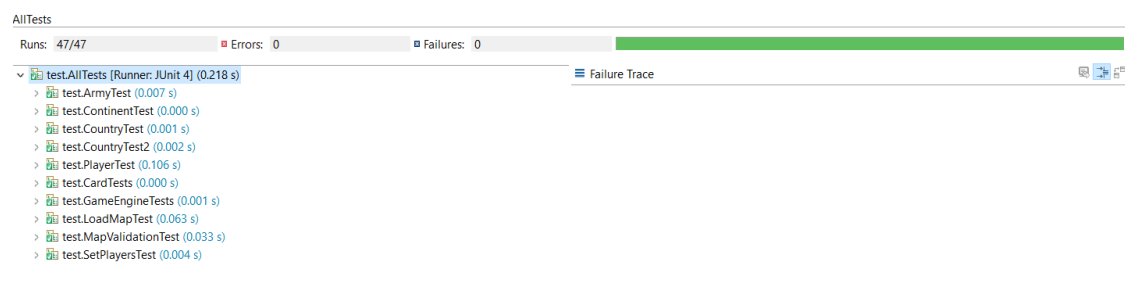 AllTests
Runs: 47/47 Errors: 0 Failures: 0
test.AllTests [Runner: JUnit 4] (0.218 s)
Failure Trace
test.ArmyTest (0.007 s)
test.ContinentTest (0.000 s)
test.CountryTest (0.001 s)
test.CountryTest2 (0.002 s)
test.PlayerTest (0.106 s)
test.CardTests (0.000 s)
test.GameEngineTests (0.001 s)
test.LoadMapTest (0.063 s)
test.MapValidationTest (0.033 s)
test.SetPlayersTest (0.004 s)